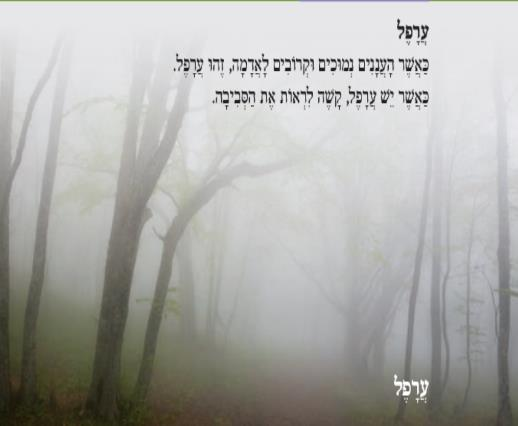 עֲרָפֶל
כַּאֲשֶׁר הָעֲנָנִים נְמוּכִים וּקְרוֹבִים לָאֲדָמָה, זֶהוּ עֲרָפֶל.
כַּאֲשֶׁר יֵשׁ עֲרָפֶל, קָשֶׁה לִרְאוֹת אֶת הַסְּבִיבָה.
עֲרָפֶל